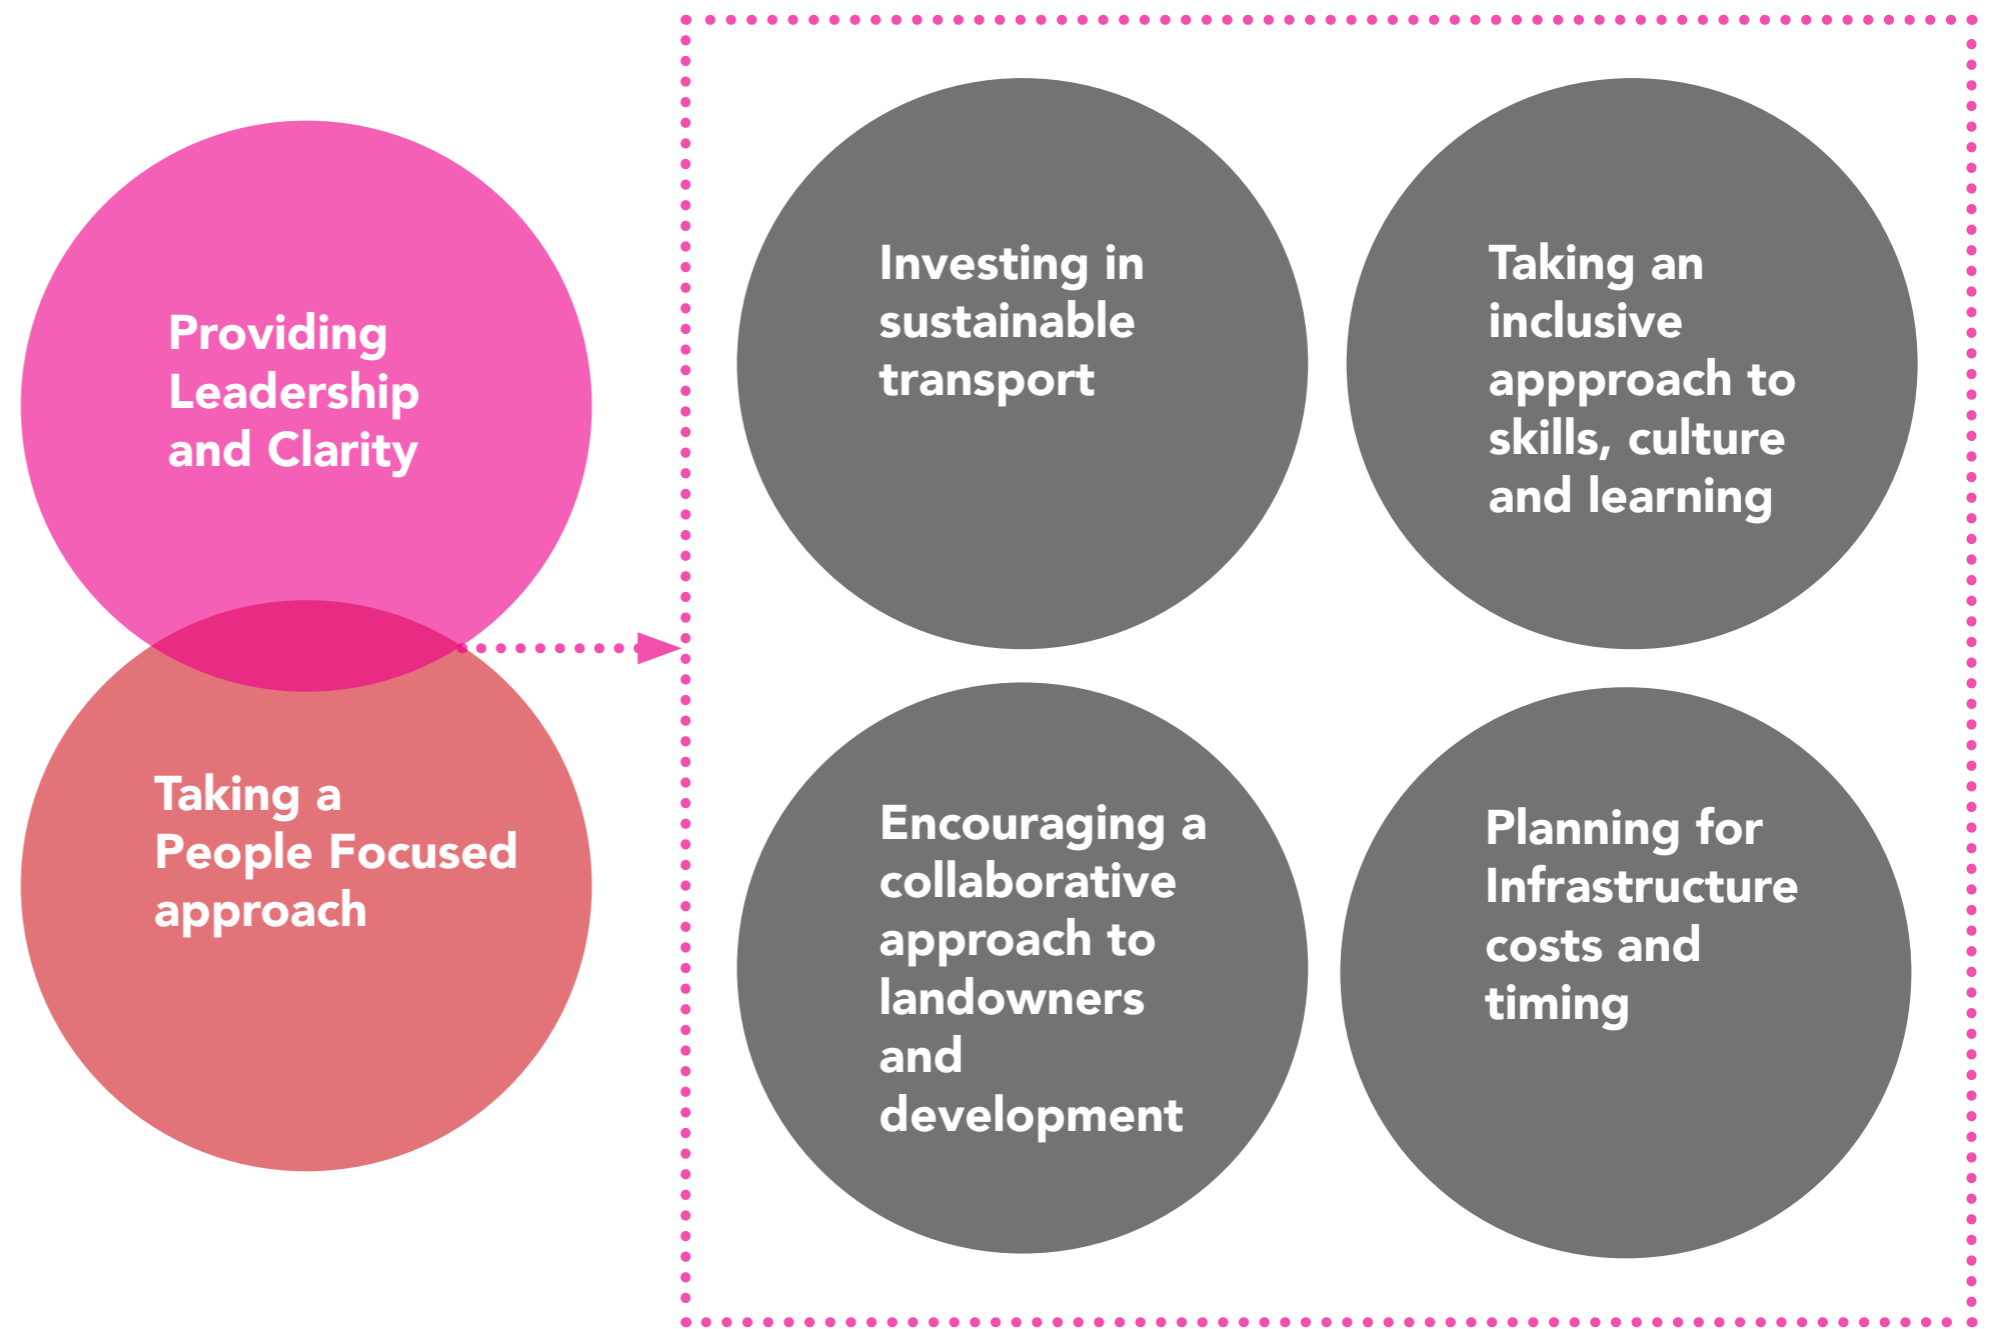 Providing
Leadership
and Clarity
Taking a
People Focused
approach
Investing in
sustainable
transport
Taking an
inclusive
appproach to
skills, culture
and learning
Encouraging a
collaborative
approach to
landowners
and
development
Planning for
Infrastructure
costs and
timing